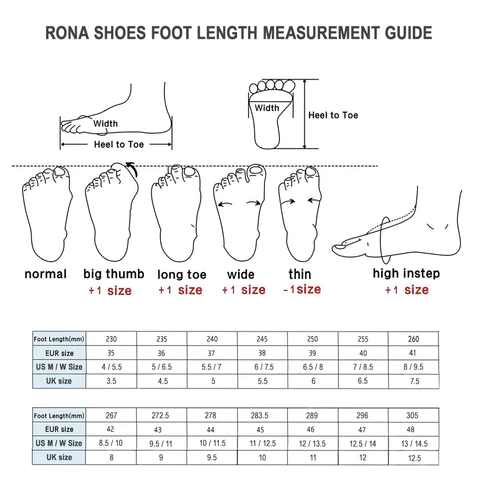 RONA SHOES FOOT LENGTH MEASUREMENT GUIDE
Width
Heel to Toe
Width
Heel to Toe
normal big thumb long toe wide thin high instep
+1 size +1 size +1 size -1size +1 size
Foot Length(mm) 230 235 240 245 250 255 260
EUR size 35 36 37 38 39 40 41
US M / W Size 4 / 5.5 5 / 6.5 5.5 / 7 6 / 7.5 6.5 / 8 7 / 8.5 8 / 9.5
UK size 3.5 4.5 5 5.5 6 6.5 7.5
Foot Length(mm) 267 272.5 278 283.5 289 296 305
EUR size 42 43 44 45 46 47 48
US M / W Size 8.5 / 10 9.5 / 11 10 / 11.5 11 / 12.5 12 / 13.5 12.5 / 14 13 / 14.5
UK size 8 9 9.5 10 11 12 12.5